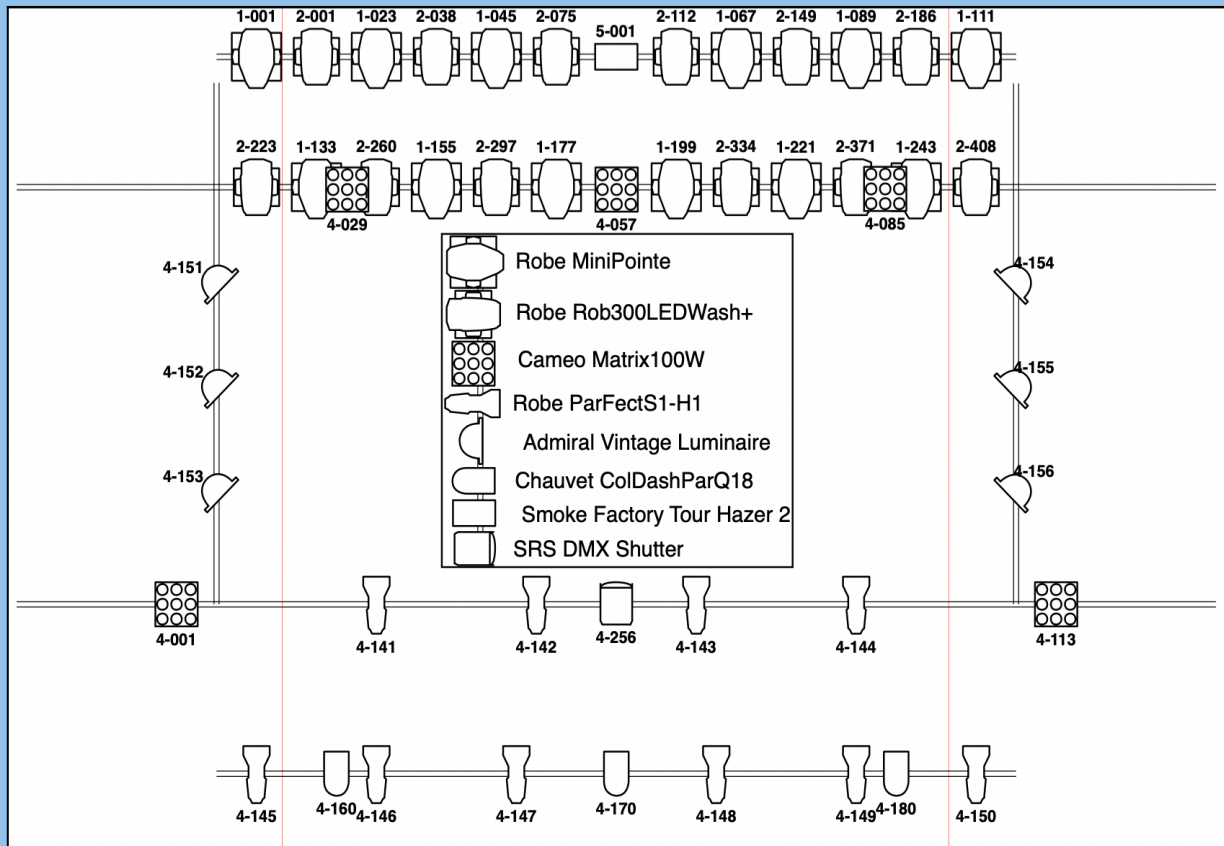 1-001 2-001 1-023 2-038 1-045 2-075 5-001 2-112 1-067 2-149 1-089 2-186 1-111
2-223 1-133 2-260 1-155 2-297 1-177 1-199 2-334 1-221 2-371 1-243 2-408
4-029 4-057 4-085
Robe MiniPointe
Robe Rob300LEDWash+
Cameo Matrix100W
Robe ParFectS1-H1
Admiral Vintage Luminaire
Chauvet ColDashParQ18
Smoke Factory Tour Hazer 2
SRS DMX Shutter
4-151 4-154
4-152 4-155
4-153 4-156
4-001 4-141 4-142 4-256 4-143 4-144 4-113
4-145 4-160 4-146 4-147 4-170 4-148 4-149 4-180 4-150